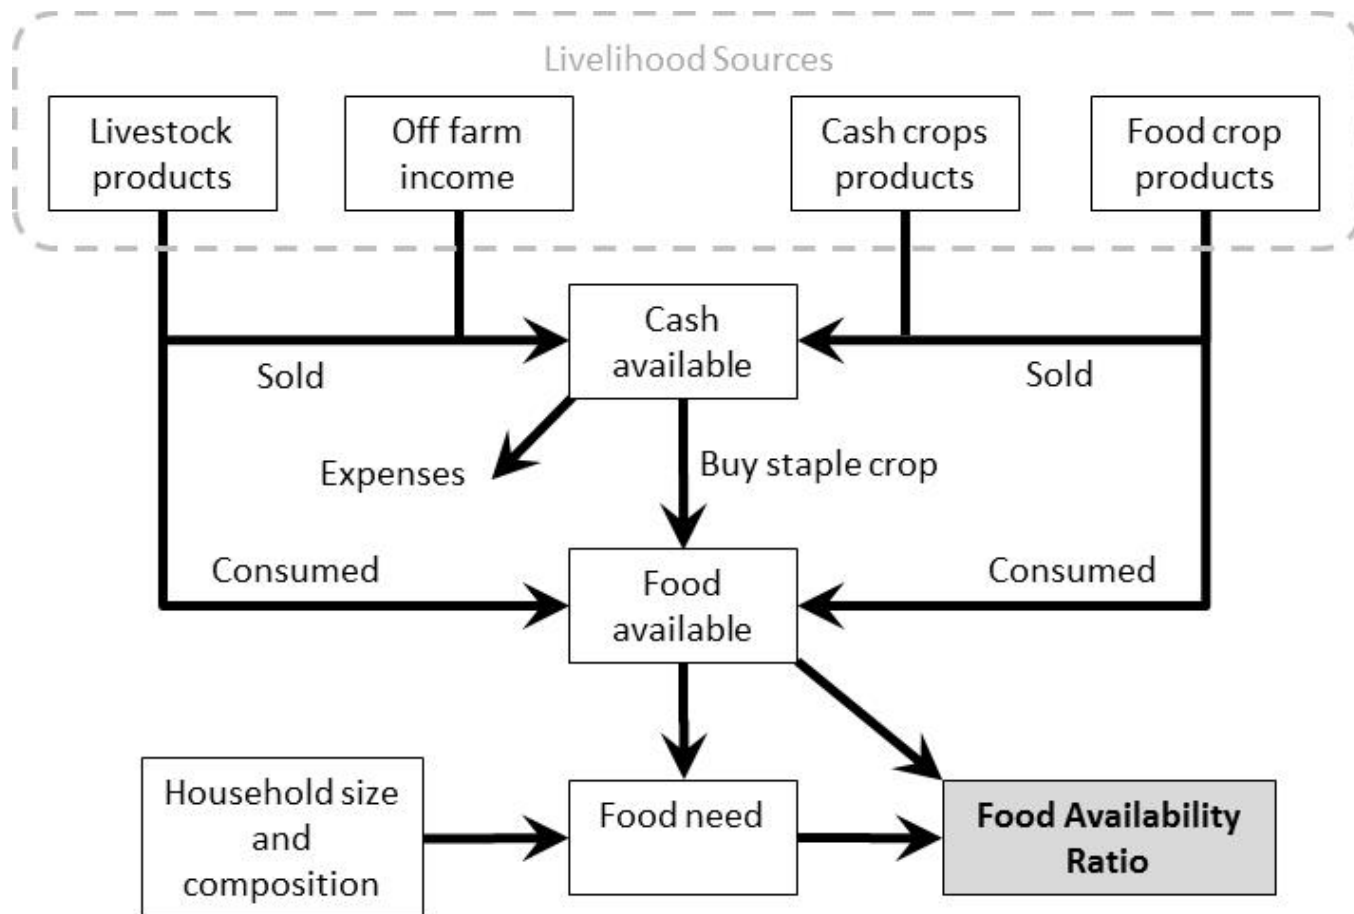 Livelihood Sources
Livestock
products
Off farm
income
Cash crops
products
Food crop
products
Cash
available
Sold
Sold
Expenses
Buy staple crop
Consumed
Consumed
Food
available
Household size
and
composition
Food need
Food Availability
Ratio